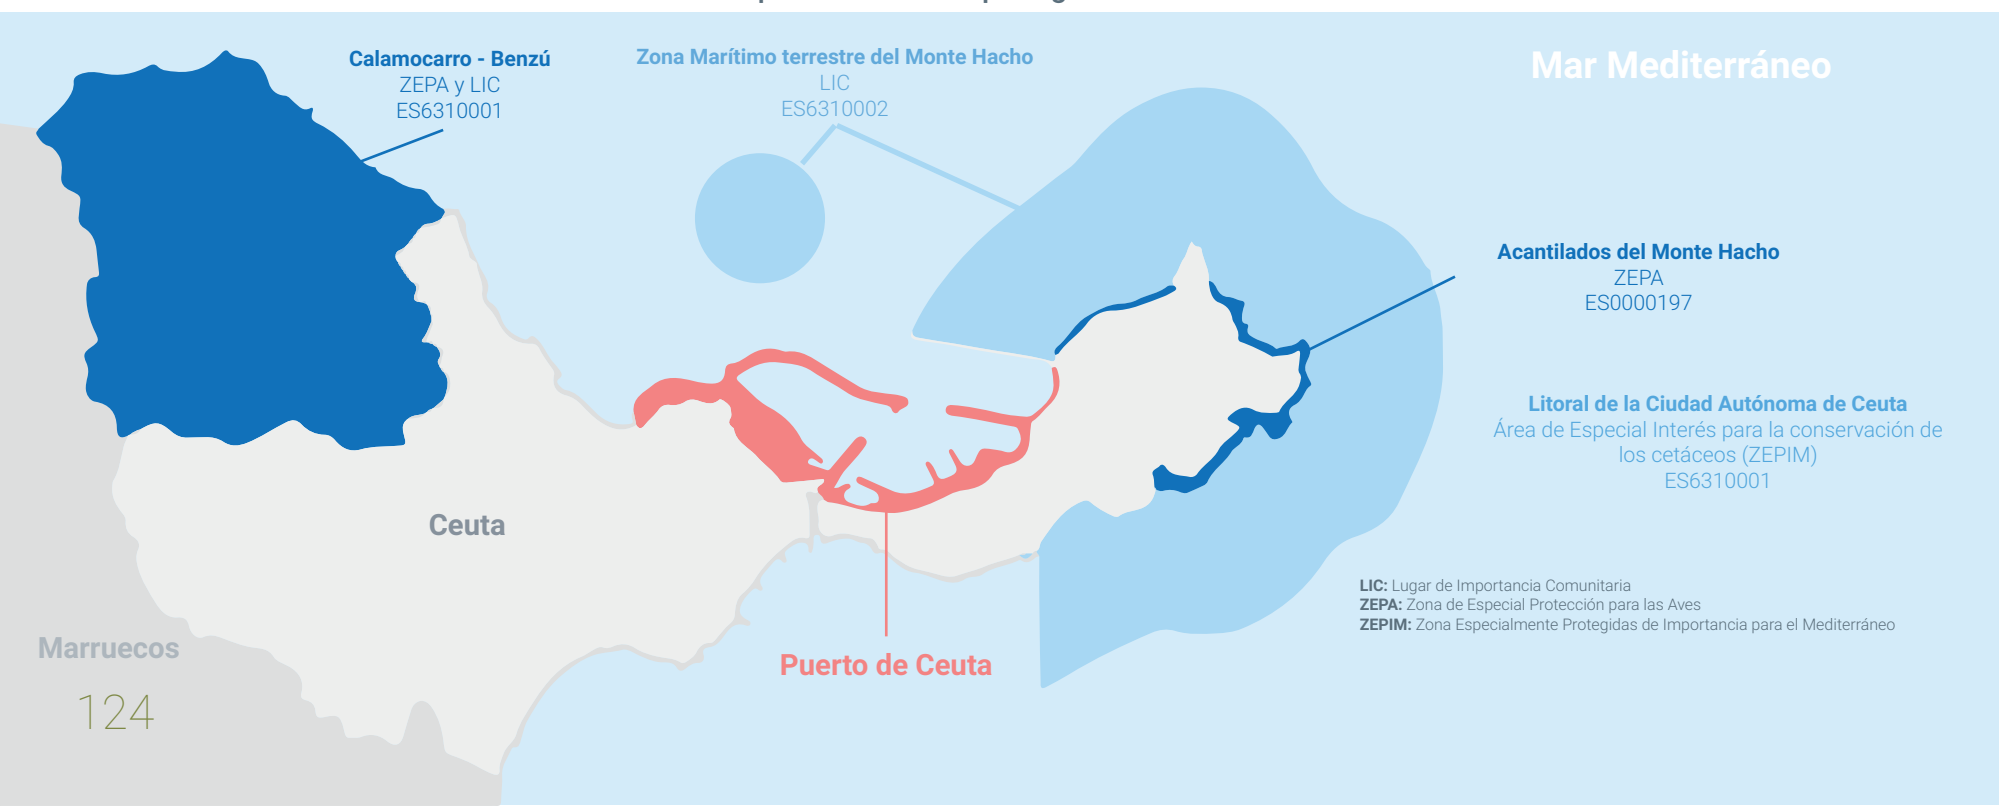 Calamocarro - Benzú
ZEPA y LIC
ES6310001
Zona Marítimo terrestre del Monte Hacho
LIC
ES6310002
Mar Mediterráneo
Acantilados del Monte Hacho
ZEPA
ES0000197
Litoral de la Ciudad Autónoma de Ceuta
Área de Especial Interés para la conservación de
los cetáceos (ZEPIM)
ES6310001
Ceuta
LIC: Lugar de Importancia Comunitaria
ZEPA: Zona de Especial Protección para las Aves
ZEPIM: Zona Especialmente Protegidas de Importancia para el Mediterráneo
Marruecos
Puerto de Ceuta
124